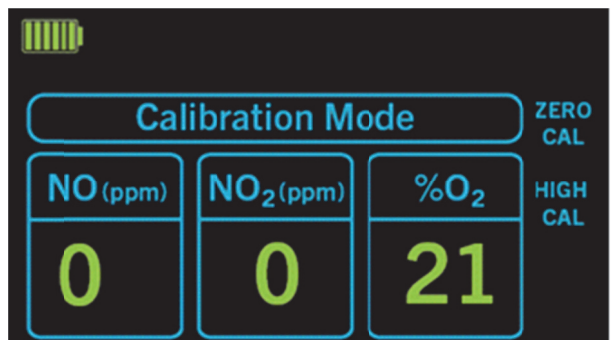 Calibration Mode
ZERO
CAL
NO (ppm)
NO₂ (ppm)
%O₂
HIGH
CAL
0
0
21